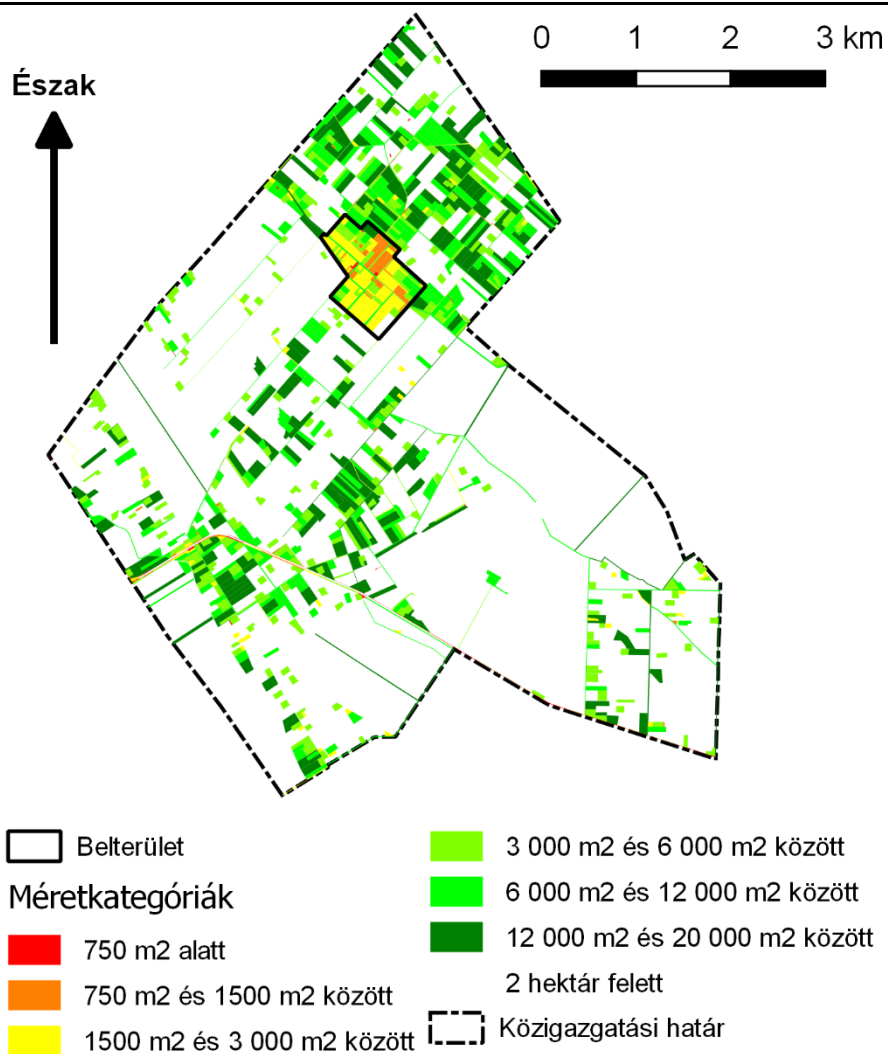 0 1 2 3 km
Észak
Belterület
Méretkategóriák
750 m2 alatt
750 m2 és 1500 m2 között
1500 m2 és 3 000 m2 között
3 000 m2 és 6 000 m2 között
6 000 m2 és 12 000 m2 között
12 000 m2 és 20 000 m2 között
2 hektár felett
Közigazgatási határ